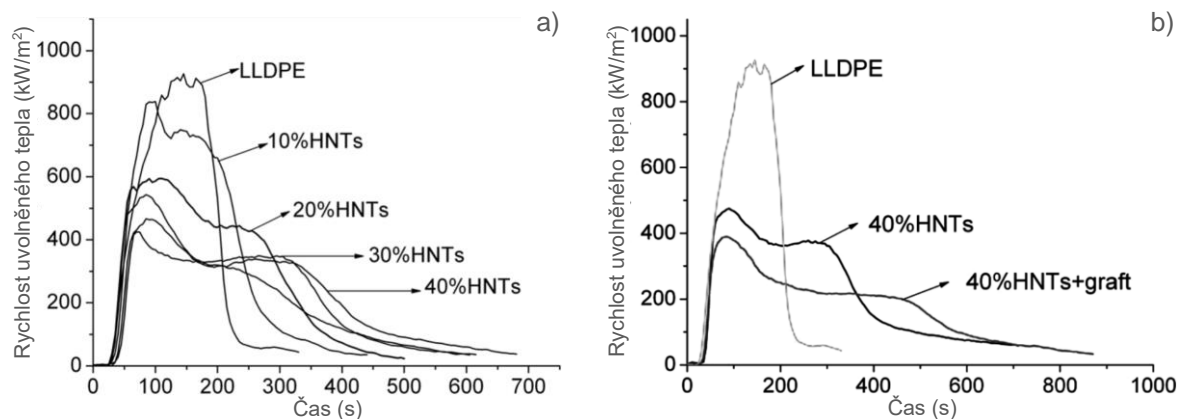 a)
Rychlost uvolněného tepla (kW/m²)
1000
800
600
400
200
0
LLDPE
10%HNTs
20%HNTs
30%HNTs
40%HNTs
0 100 200 300 400 500 600 700 800
Čas (s)
b)
Rychlost uvolněného tepla (kW/m²)
1000
800
600
400
200
0
LLDPE
40%HNTs
40%HNTs+graft
0 200 400 600 800 1000
Čas (s)